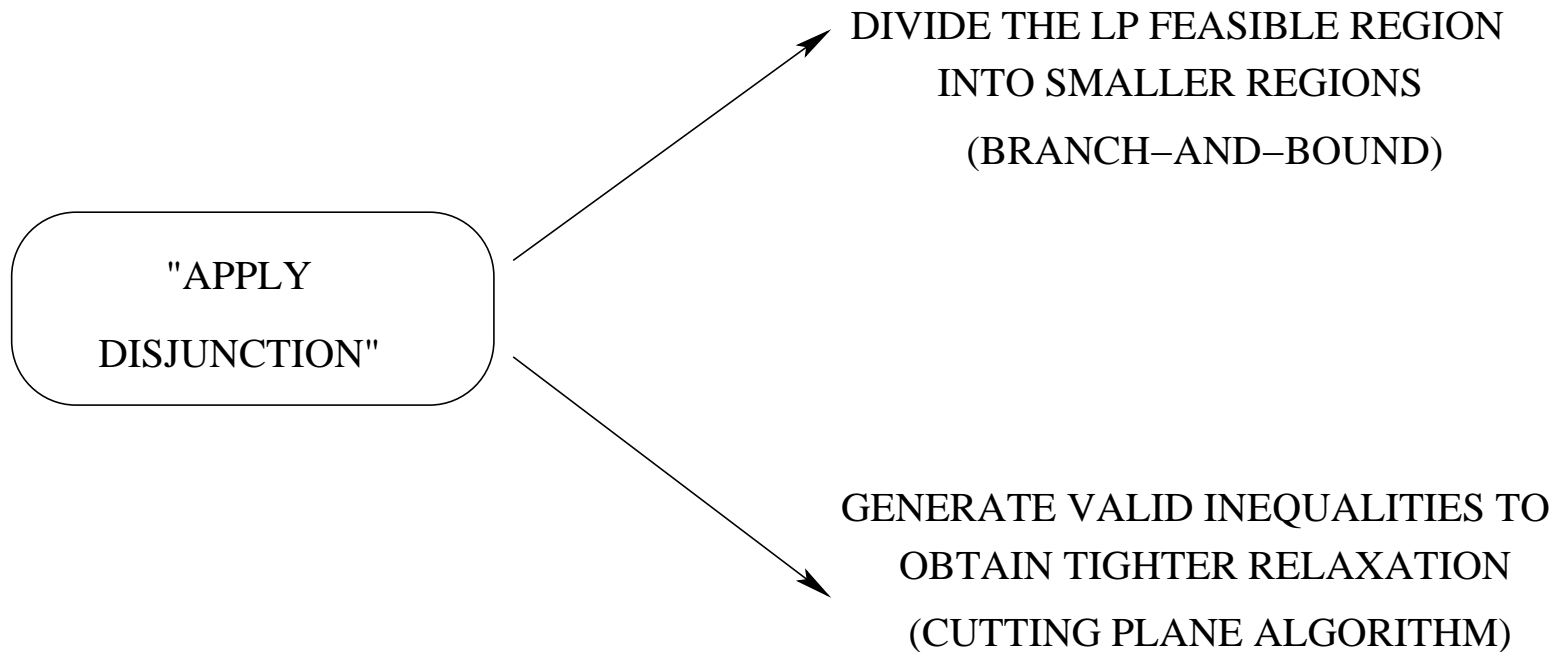 DIVIDE THE LP FEASIBLE REGION
INTO SMALLER REGIONS
(BRANCH−AND−BOUND)
"APPLY
DISJUNCTION"
GENERATE VALID INEQUALITIES TO
OBTAIN TIGHTER RELAXATION
(CUTTING PLANE ALGORITHM)